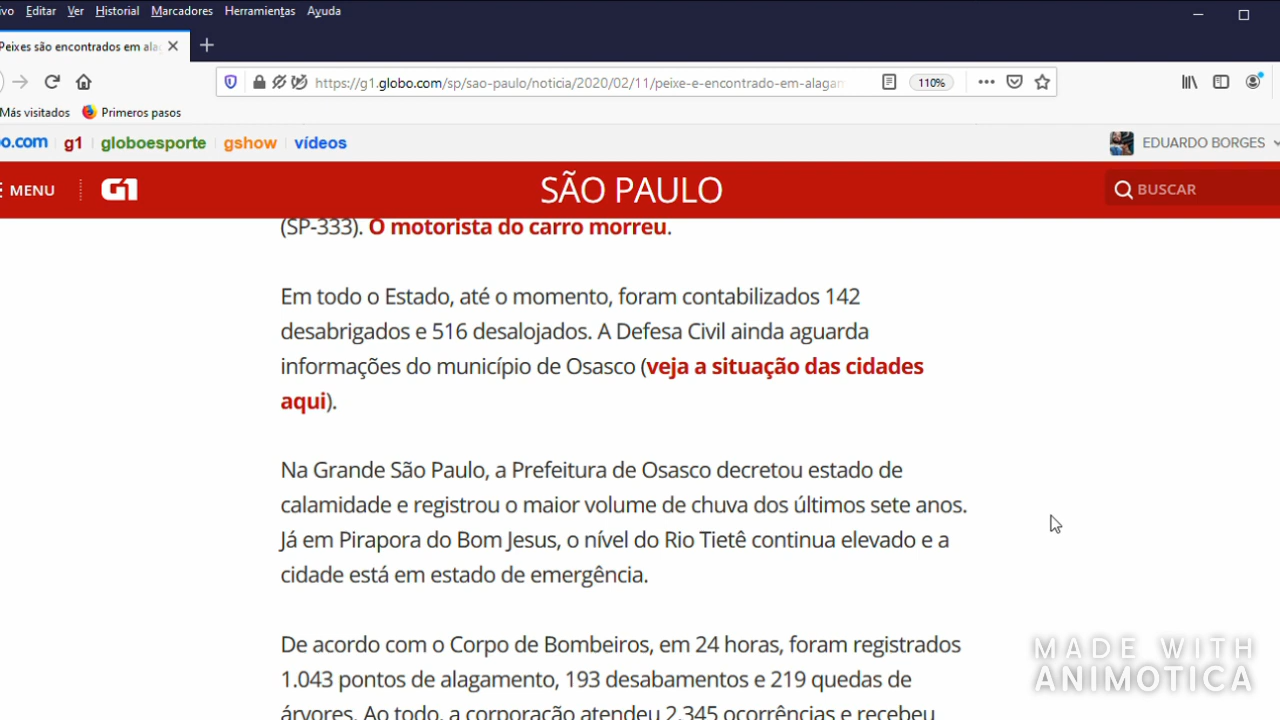 ivo Editar Ver Historial Marcadores Herramientas Ayuda
Peixes são encontrados em ala
https://g1.globo.com/sp/sao-paulo/noticia/2020/02/11/peixe-e-encontrado-em-alagam 110%
Más visitados Primeros pasos
bo.com g1 globoesporte gshow vídeos EDUARDO BORGES
MENU G1 SÃO PAULO BUSCAR
(SP-333). O motorista do carro morreu.
Em todo o Estado, até o momento, foram contabilizados 142
desabrigados e 516 desalojados. A Defesa Civil ainda aguarda
informações do município de Osasco (veja a situação das cidades
aqui).
Na Grande São Paulo, a Prefeitura de Osasco decretou estado de
calamidade e registrou o maior volume de chuva dos últimos sete anos.
Já em Pirapora do Bom Jesus, o nível do Rio Tietê continua elevado e a
cidade está em estado de emergência.
De acordo com o Corpo de Bombeiros, em 24 horas, foram registrados
1.043 pontos de alagamento, 193 desabamentos e 219 quedas de
árvores. Ao todo, a corporação atendeu 2.345 ocorrências e recebeu
MADE WITH
ANIMOTICA